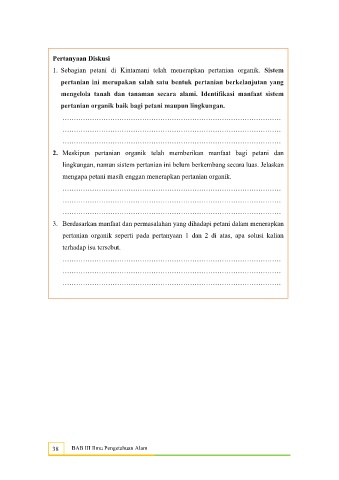 Pertanyaan Diskusi
1. Sebagian petani di Kintamani telah menerapkan pertanian organik. Sistem
pertanian ini merupakan salah satu bentuk pertanian berkelanjutan yang
mengelola tanah dan tanaman secara alami. Identifikasi manfaat sistem
pertanian organik baik bagi petani maupun lingkungan.
……………………………………………………………………………………
……………………………………………………………………………………
……………………………………………………………………………………
2. Meskipun pertanian organik telah memberikan manfaat bagi petani dan
lingkungan, namun sistem pertanian ini belum berkembang secara luas. Jelaskan
mengapa petani masih enggan menerapkan pertanian organik.
……………………………………………………………………………………
……………………………………………………………………………………
……………………………………………………………………………………
3. Berdasarkan manfaat dan permasalahan yang dihadapi petani dalam menerapkan
pertanian organik seperti pada pertanyaan 1 dan 2 di atas, apa solusi kalian
terhadap isu tersebut.
……………………………………………………………………………………
……………………………………………………………………………………
……………………………………………………………………………………
58 BAB III Ilmu Pengetahuan Alam